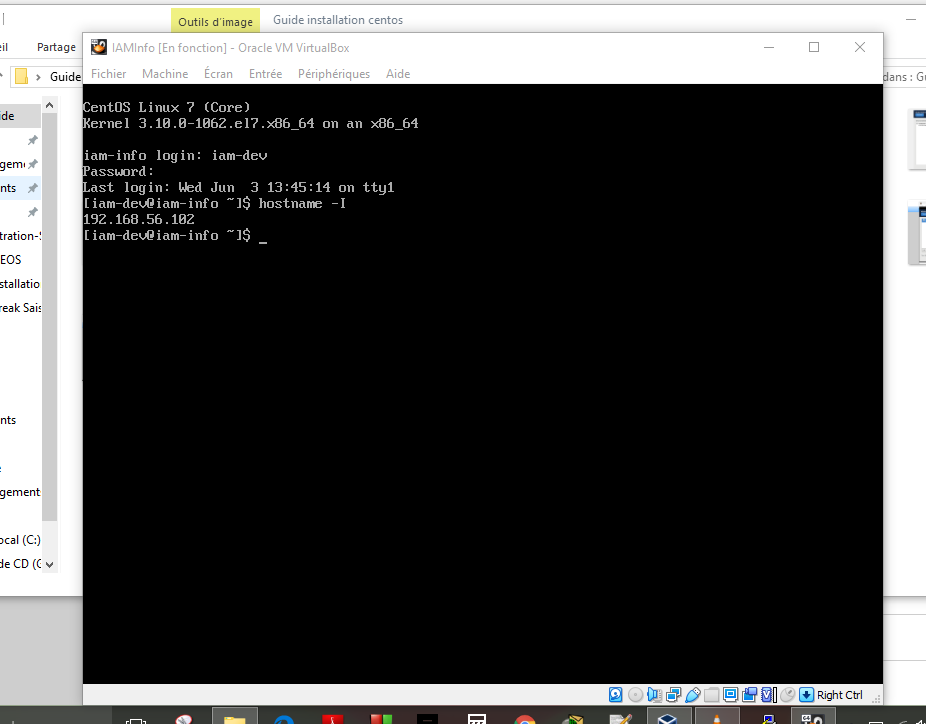 Outils d'image
Guide installation centos
Partage
IAMInfo [En fonction] - Oracle VM VirtualBox
Fichier Machine Écran Entrée Périphériques Aide
Guide
dans : Gu
CentOS Linux 7 (Core)
Kernel 3.10.0-1062.el7.x86_64 on an x86_64
iam-info login: iam-dev
Password:
Last login: Wed Jun  3 13:45:14 on tty1
[iam-dev@iam-info ~]$ hostname -I
192.168.56.102
[iam-dev@iam-info ~]$ _
ide
gem
nts
tration-S
EOS
stallatio
reak Sais
nts
gement
ocal (C:)
de CD (G
Right Ctrl